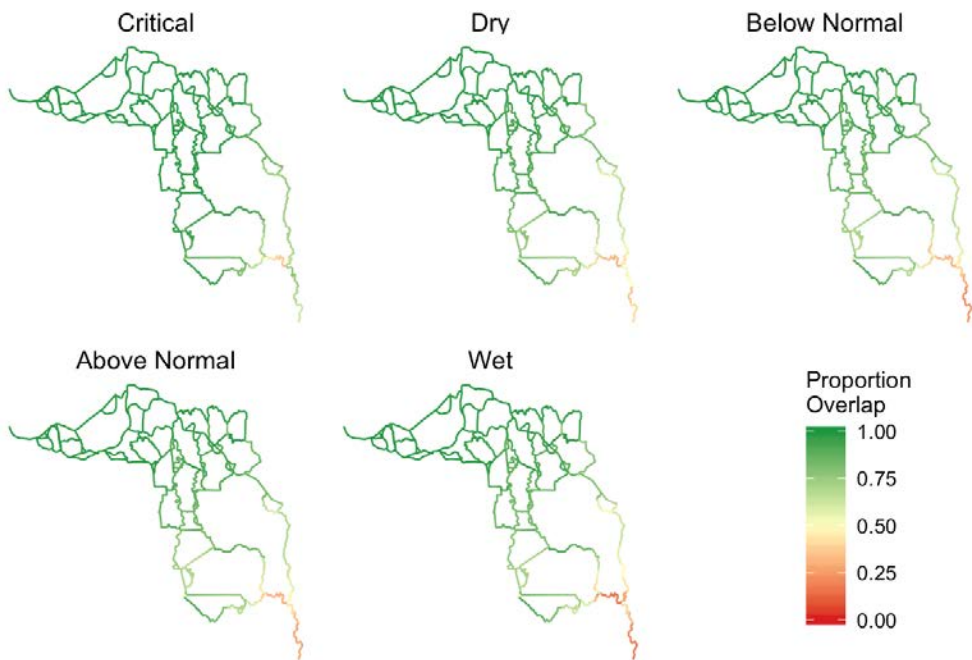 Critical
Dry
Below Normal
Above Normal
Wet
Proportion
Overlap
1.00
0.75
0.50
0.25
0.00